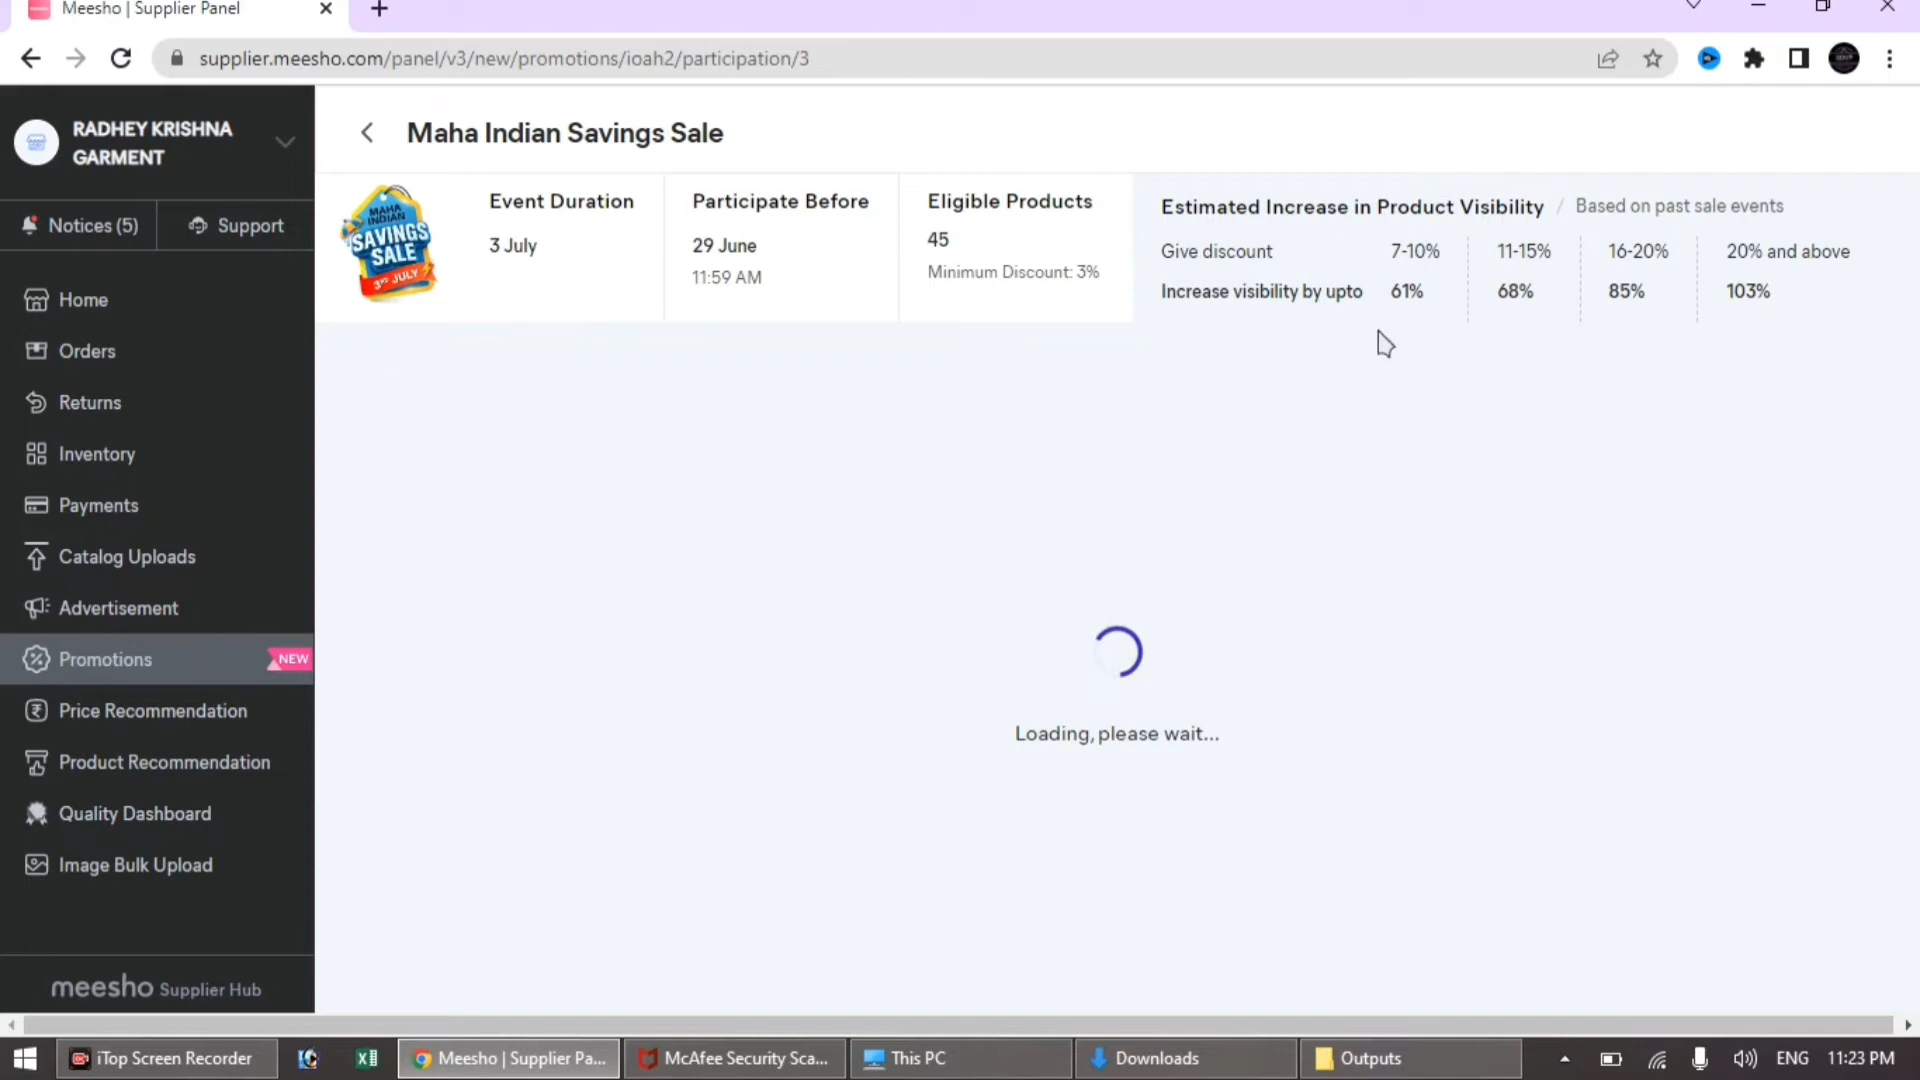 Meesho | Supplier Panel
supplier.meesho.com/panel/v3/new/promotions/ioah2/participation/3
RADHEY KRISHNA
GARMENT
Notices (5)
Support
Home
Orders
Returns
Inventory
Payments
Catalog Uploads
Advertisement
Promotions
NEW
Price Recommendation
Product Recommendation
Quality Dashboard
Image Bulk Upload
meesho Supplier Hub
Maha Indian Savings Sale
MAHA
INDIAN
SAVINGS
SALE
3RD JULY
Event Duration
3 July
Participate Before
29 June
11:59 AM
Eligible Products
45
Minimum Discount: 3%
Estimated Increase in Product Visibility / Based on past sale events
Give discount 7-10% 11-15% 16-20% 20% and above
Increase visibility by upto 61% 68% 85% 103%
Loading, please wait...
iTop Screen Recorder
Meesho | Supplier Pa...
McAfee Security Sca...
This PC
Downloads
Outputs
ENG
11:23 PM